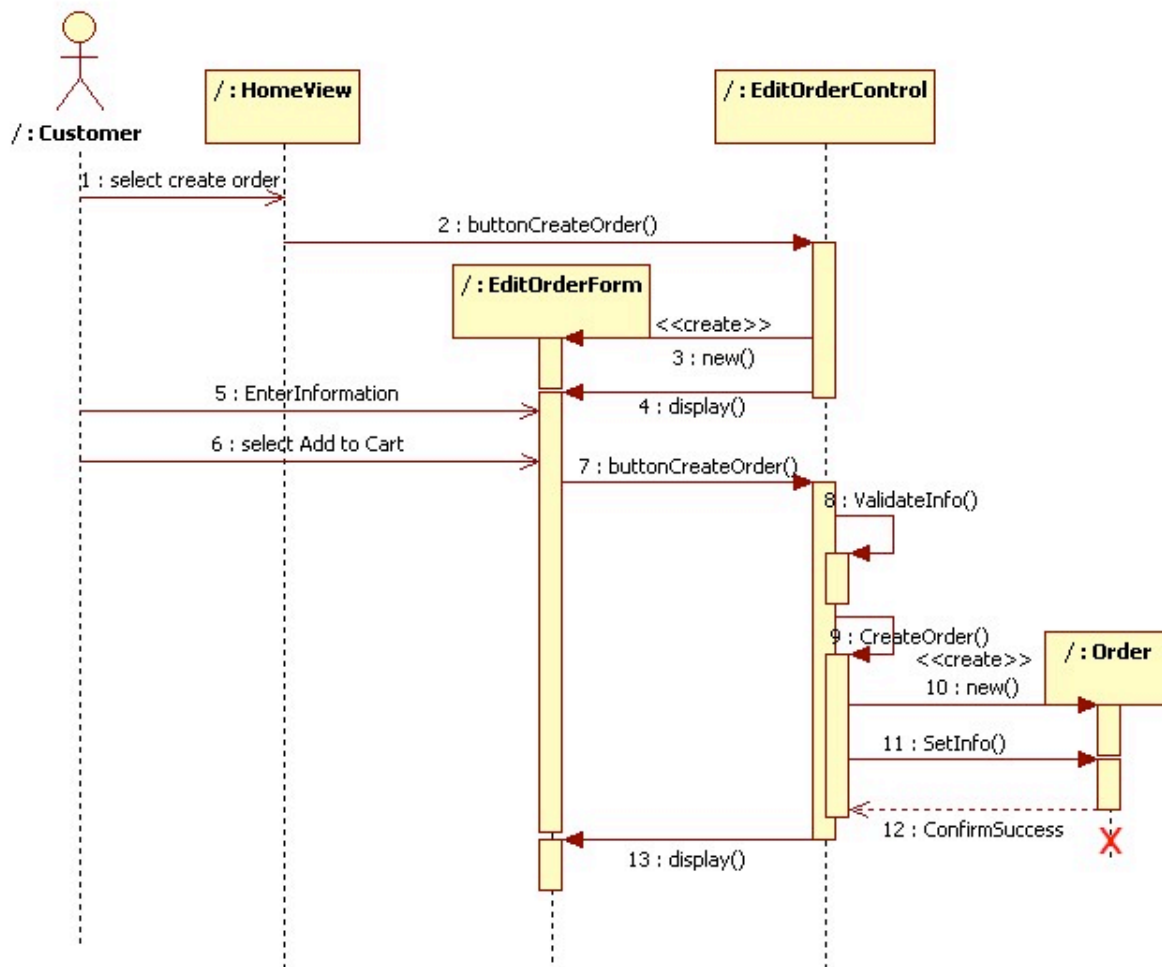 / : HomeView
/ : EditOrderControl
/ : Customer
1 : select create order
2 : buttonCreateOrder()
/ : EditOrderForm
<<create>>
3 : new()
5 : EnterInformation
4 : display()
6 : select Add to Cart
7 : buttonCreateOrder()
8 : ValidateInfo()
9 : CreateOrder()
<<create>>
/ : Order
10 : new()
11 : SetInfo()
12 : ConfirmSuccess
13 : display()